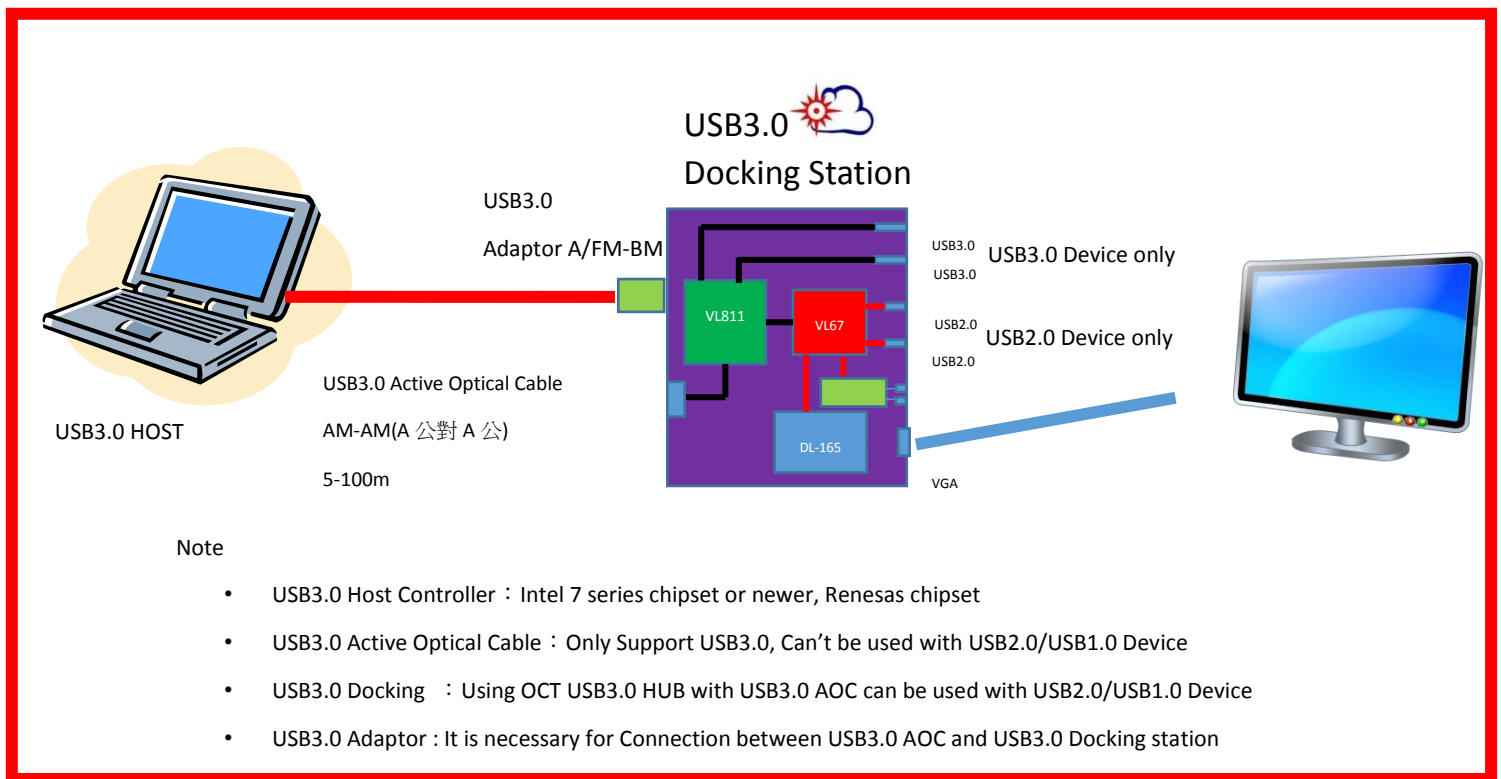 USB3.0
Docking Station
USB3.0
Adaptor A/FM-BM
USB3.0
USB3.0 Device only
USB3.0
VL811
VL67
USB2.0
USB2.0 Device only
USB2.0
USB3.0 Active Optical Cable
AM-AM(A 公對 A 公)
5-100m
USB3.0 HOST
DL-165
VGA
Note
• USB3.0 Host Controller：Intel 7 series chipset or newer, Renesas chipset
• USB3.0 Active Optical Cable：Only Support USB3.0, Can’t be used with USB2.0/USB1.0 Device
• USB3.0 Docking ：Using OCT USB3.0 HUB with USB3.0 AOC can be used with USB2.0/USB1.0 Device
• USB3.0 Adaptor : It is necessary for Connection between USB3.0 AOC and USB3.0 Docking station